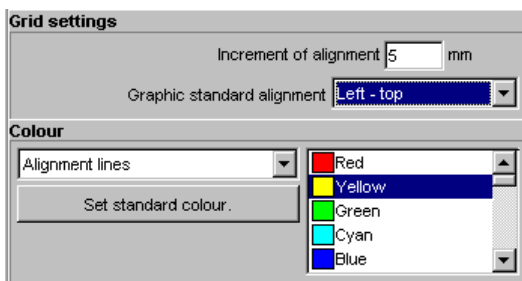 Grid settings
Increment of alignment 5 mm
Graphic standard alignment Left - top
Colour
Alignment lines
Set standard colour.
Red
Yellow
Green
Cyan
Blue